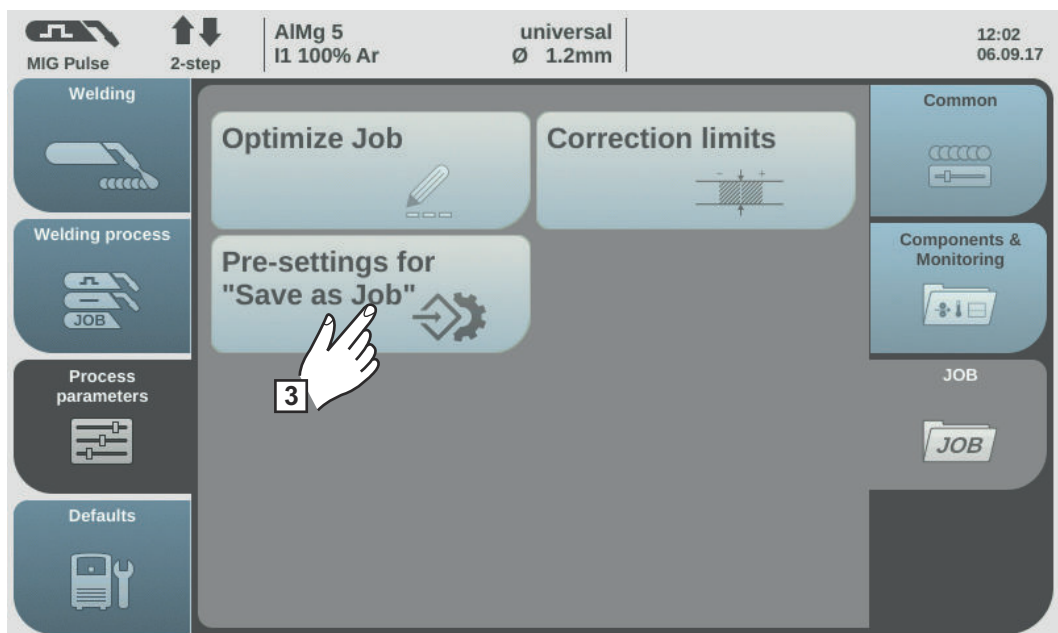 MIG Pulse
2-step
AlMg 5
I1 100% Ar
universal
Ø 1.2mm
12:02
06.09.17
Welding
Welding process
JOB
Process
parameters
Defaults
Optimize Job
Correction limits
- +
Pre-settings for
"Save as Job"
3
Common
Components &
Monitoring
JOB
JOB